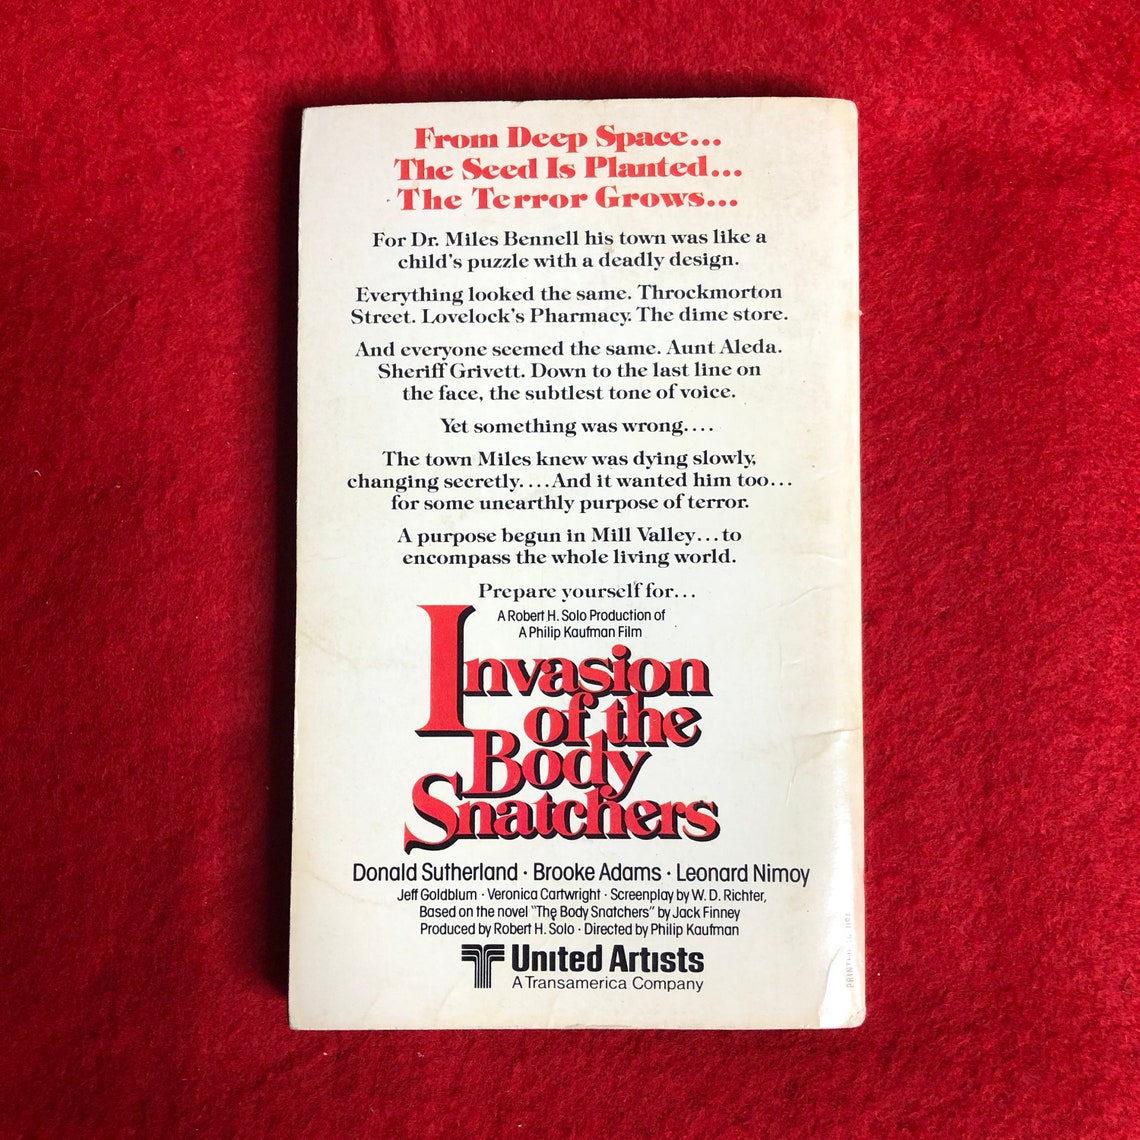 From Deep Space...
The Seed Is Planted...
The Terror Grows...
For Dr. Miles Bennell his town was like a
child's puzzle with a deadly design.
Everything looked the same. Throckmorton
Street. Lovelock's Pharmacy. The dime store.
And everyone seemed the same. Aunt Aleda.
Sheriff Grivett. Down to the last line on
the face, the subtlest tone of voice.
Yet something was wrong....
The town Miles knew was dying slowly,
changing secretly....And it wanted him too...
for some unearthly purpose of terror.
A purpose begun in Mill Valley...to
encompass the whole living world.
Prepare yourself for...
A Robert H. Solo Production of
A Philip Kaufman Film
Invasion
of the
Body
Snatchers
Donald Sutherland · Brooke Adams · Leonard Nimoy
Jeff Goldblum · Veronica Cartwright · Screenplay by W. D. Richter,
Based on the novel "The Body Snatchers" by Jack Finney
Produced by Robert H. Solo · Directed by Philip Kaufman
United Artists
A Transamerica Company